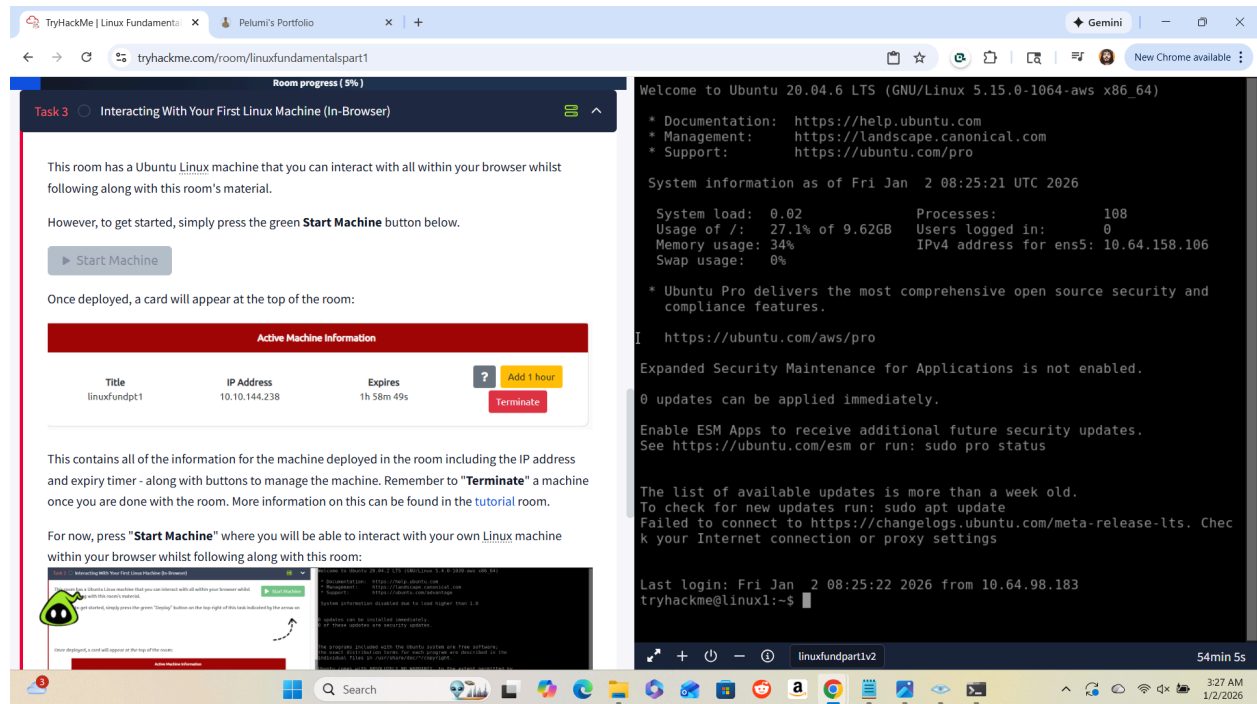 TryHackMe | Linux Fundamenta
Pelumi's Portfolio
Gemini
tryhackme.com/room/linuxfundamentalspart1
New Chrome available
Room progress ( 5% )
Task 3 Interacting With Your First Linux Machine (In-Browser)
This room has a Ubuntu Linux machine that you can interact with all within your browser whilst
following along with this room's material.
However, to get started, simply press the green Start Machine button below.
Start Machine
Once deployed, a card will appear at the top of the room:
Active Machine Information
Title IP Address Expires ? Add 1 hour
linuxfundpt1 10.10.144.238 1h 58m 49s Terminate
This contains all of the information for the machine deployed in the room including the IP address
and expiry timer - along with buttons to manage the machine. Remember to "Terminate" a machine
once you are done with the room. More information on this can be found in the tutorial room.
For now, press "Start Machine" where you will be able to interact with your own Linux machine
within your browser whilst following along with this room:
Welcome to Ubuntu 20.04.6 LTS (GNU/Linux 5.15.0-1064-aws x86_64)
* Documentation: https://help.ubuntu.com
* Management: https://landscape.canonical.com
* Support: https://ubuntu.com/pro
System information as of Fri Jan 2 08:25:21 UTC 2026
System load: 0.02 Processes: 108
Usage of /: 27.1% of 9.62GB Users logged in: 0
Memory usage: 34% IPv4 address for ens5: 10.64.158.106
Swap usage: 0%
* Ubuntu Pro delivers the most comprehensive open source security and
compliance features.
https://ubuntu.com/aws/pro
Expanded Security Maintenance for Applications is not enabled.
0 updates can be applied immediately.
Enable ESM Apps to receive additional future security updates.
See https://ubuntu.com/esm or run: sudo pro status
The list of available updates is more than a week old.
To check for new updates run: sudo apt update
Failed to connect to https://changelogs.ubuntu.com/meta-release-lts. Chec
k your Internet connection or proxy settings
Last login: Fri Jan 2 08:25:22 2026 from 10.64.98.183
tryhackme@linux1:~$
linuxfundpart1v2 54min 5s
3
Search
3:27 AM
1/2/2026